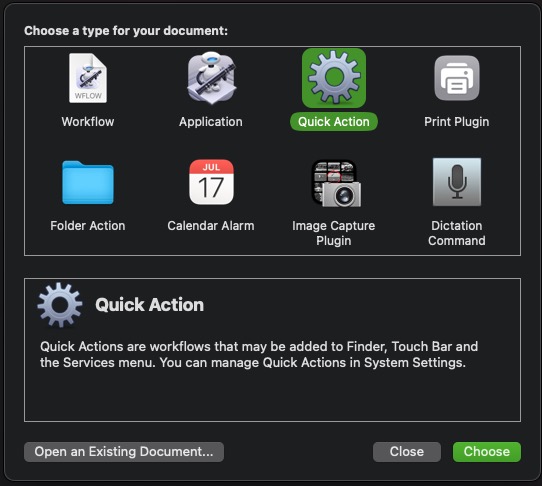 Choose a type for your document:
WFLOW
Workflow
Application
Quick Action
Print Plugin
Folder Action
JUL
17
Calendar Alarm
Image Capture
Plugin
Dictation
Command
Quick Action
Quick Actions are workflows that may be added to Finder, Touch Bar and
the Services menu. You can manage Quick Actions in System Settings.
Open an Existing Document...
Close
Choose